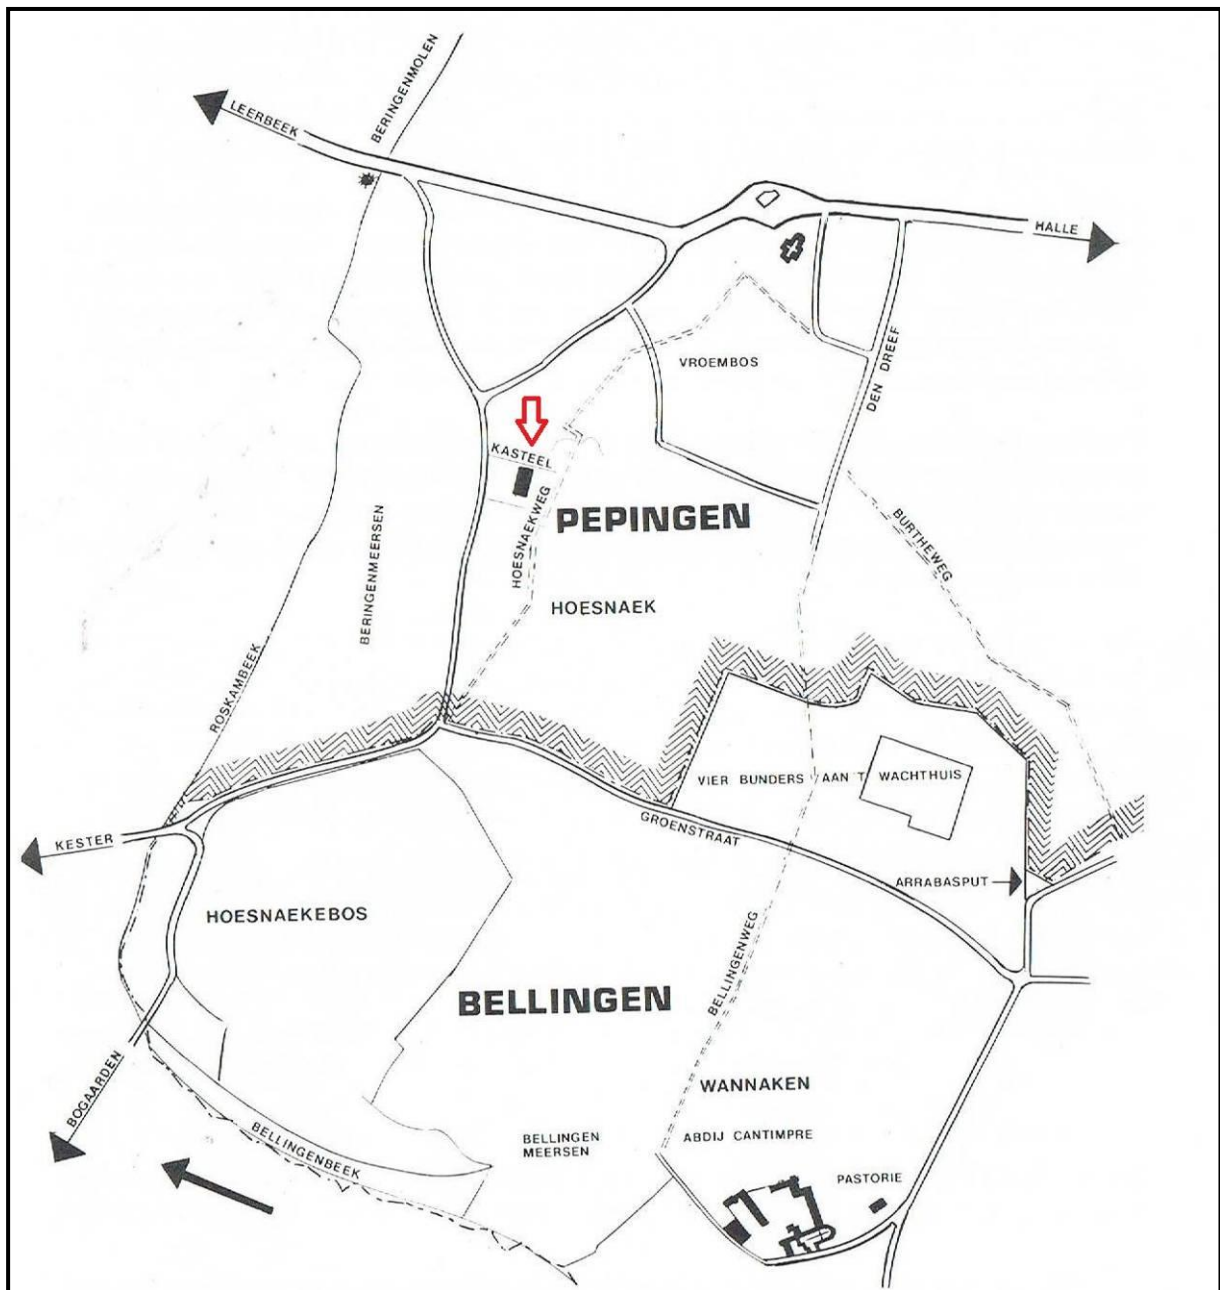 BERINGENMOLEN
LEERBEEK
HALLE
VROEMBOS
DEN DREEF
KASTEEL
HOESNAEKWEG
PEPINGEN
BURTHEWEG
BERINGENMEERSEN
HOESNAEK
ROSKAMBEEK
VIER BUNDERS AAN'T WACHTHUIS
GROENSTRAAT
KESTER
ARRABASPUT
HOESNAEKEBOS
BELLINGENWEG
BELLINGEN
BOGAARDEN
WANNAKEN
BELLINGENBEEK
BELLINGEN
MEERSEN
ABDIJ CANTIMPRE
PASTORIE